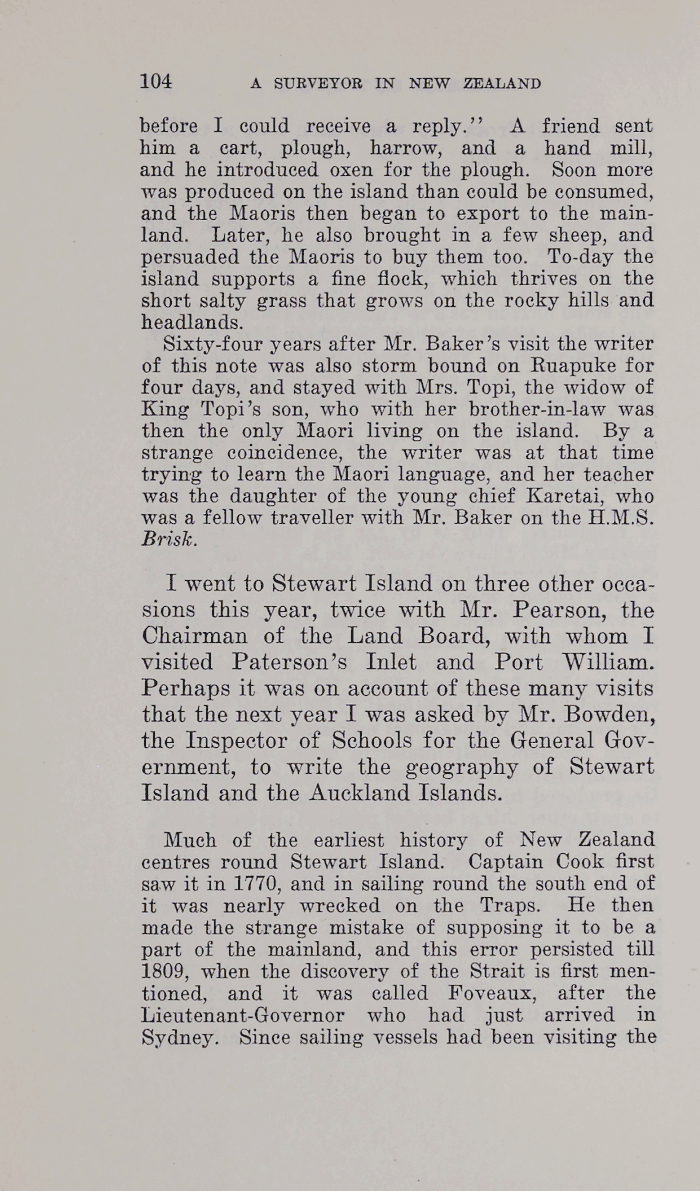 104 A SURVEYOR IN NEW ZEALAND
before I could receive a reply.’’ A friend sent
him a cart, plough, harrow, and a hand mill,
and he introduced oxen for the plough. Soon more
was produced on the island than could be consumed,
and the Maoris then began to export to the main-
land. Later, he also brought in a few sheep, and
persuaded the Maoris to buy them too. To-day the
island supports a fine flock, which thrives on the
short salty grass that grows on the rocky hills and
headlands.
Sixty-four years after Mr. Baker’s visit the writer
of this note was also storm bound on Ruapuke for
four days, and stayed with Mrs. Topi, the widow of
King Topi’s son, who with her brother-in-law was
then the only Maori living on the island. By a
strange coincidence, the writer was at that time
trying to learn the Maori language, and her teacher
was the daughter of the young chief Karetai, who
was a fellow traveller with Mr. Baker on the H.M.S.
Brisk.
I went to Stewart Island on three other occa-
sions this year, twice with Mr. Pearson, the
Chairman of the Land Board, with whom I
visited Paterson’s Inlet and Port William.
Perhaps it was on account of these many visits
that the next year I was asked by Mr. Bowden,
the Inspector of Schools for the General Gov-
ernment, to write the geography of Stewart
Island and the Auckland Islands.
Much of the earliest history of New Zealand
centres round Stewart Island. Captain Cook first
saw it in 1770, and in sailing round the south end of
it was nearly wrecked on the Traps. He then
made the strange mistake of supposing it to be a
part of the mainland, and this error persisted till
1809, when the discovery of the Strait is first men-
tioned, and it was called Foveaux, after the
Lieutenant-Governor who had just arrived in
Sydney. Since sailing vessels had been visiting the